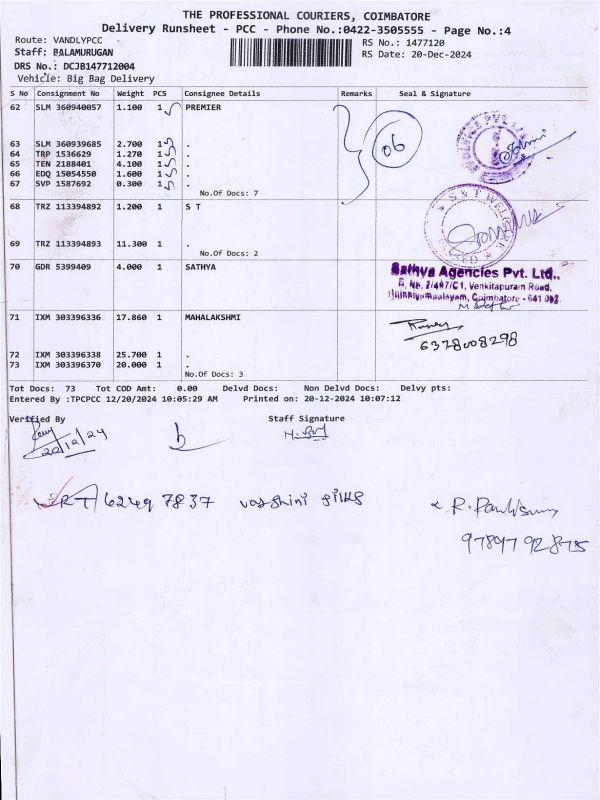 THE PROFESSIONAL COURIERS, COIMBATORE
Delivery Runsheet - PCC - Phone No.:0422-3505555 - Page No.:4
Route: VANDLYPCC RS No.: 1477120
Staff: BALAMURUGAN RS Date: 20-Dec-2024
DRS No.: DCJB147712004
Vehicle: Big Bag Delivery
S No Consignment No Weight PCS Consignee Details Remarks Seal & Signature
62 SLM 360940057 1.100 1 PREMIER
06
63 SLM 360939685 2.700 1 .
64 TRP 1536629 1.270 1 .
65 TEN 2188401 4.100 1 .
66 EDQ 15054550 1.600 1 .
67 SVP 1587692 0.300 1 .
No.Of Docs: 7
68 TRZ 113394892 1.200 1 S T
69 TRZ 113394893 11.300 1 .
No.Of Docs: 2
70 GDR 5399409 4.000 1 SATHYA
Sathya Agencies Pvt. Ltd.,
Venkitapuram Road,
Coimbatore - 641 062.
71 IXM 303396336 17.860 1 MAHALAKSHMI
6378008298
72 IXM 303396338 25.700 1 .
73 IXM 303396370 20.000 1 .
No.Of Docs: 3
Tot Docs: 73 Tot COD Amt: 0.00 Delvd Docs: Non Delvd Docs: Delvy pts:
Entered By :TPCPCC 12/20/2024 10:05:29 AM Printed on: 20-12-2024 10:07:12
Verified By Staff Signature
20/12/24
62497837 varshini silks
97897 92875